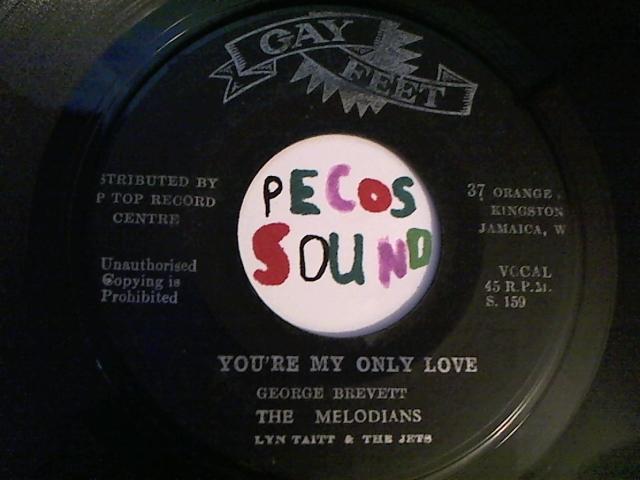 GAY
FEET
STRIBUTED BY
P TOP RECORD
CENTRE
Unauthorised
Copying is
Prohibited
PECOS
SOUND
37 ORANGE
KINGSTON
JAMAICA, W
VOCAL
45 R.P.M.
S. 159
YOU'RE MY ONLY LOVE
GEORGE BREVETT
THE MELODIANS
LYN TAITT & THE JETS